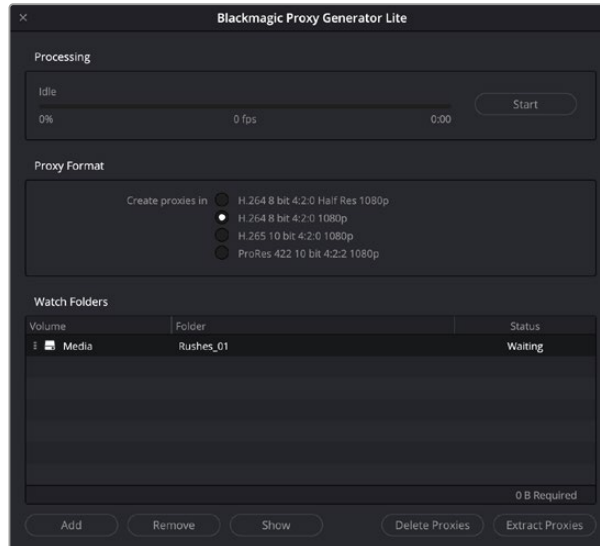 Blackmagic Proxy Generator Lite
Processing
Idle
Start
0% 0 fps 0:00
Proxy Format
Create proxies in H.264 8 bit 4:2:0 Half Res 1080p
H.264 8 bit 4:2:0 1080p
H.265 10 bit 4:2:0 1080p
ProRes 422 10 bit 4:2:2 1080p
Watch Folders
Volume Folder Status
Media Rushes_01 Waiting
0 B Required
Add Remove Show Delete Proxies Extract Proxies